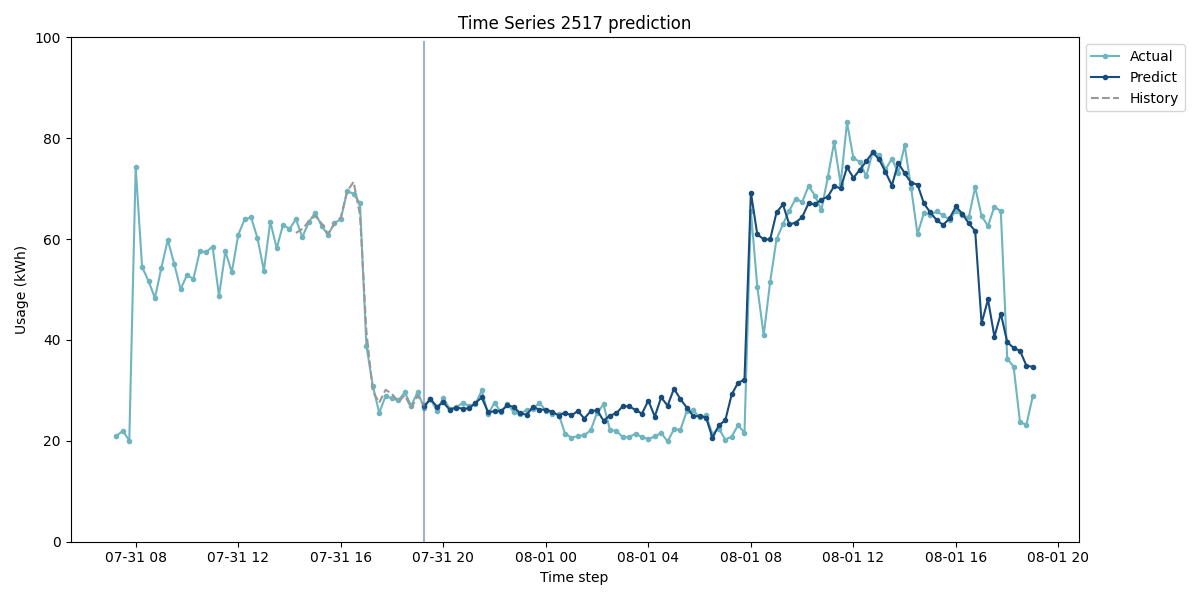 Time Series 2517 prediction
Usage (kWh)
100
80
60
40
20
0
07-31 08
07-31 12
07-31 16
07-31 20
08-01 00
08-01 04
08-01 08
08-01 12
08-01 16
08-01 20
Time step
Actual
Predict
History